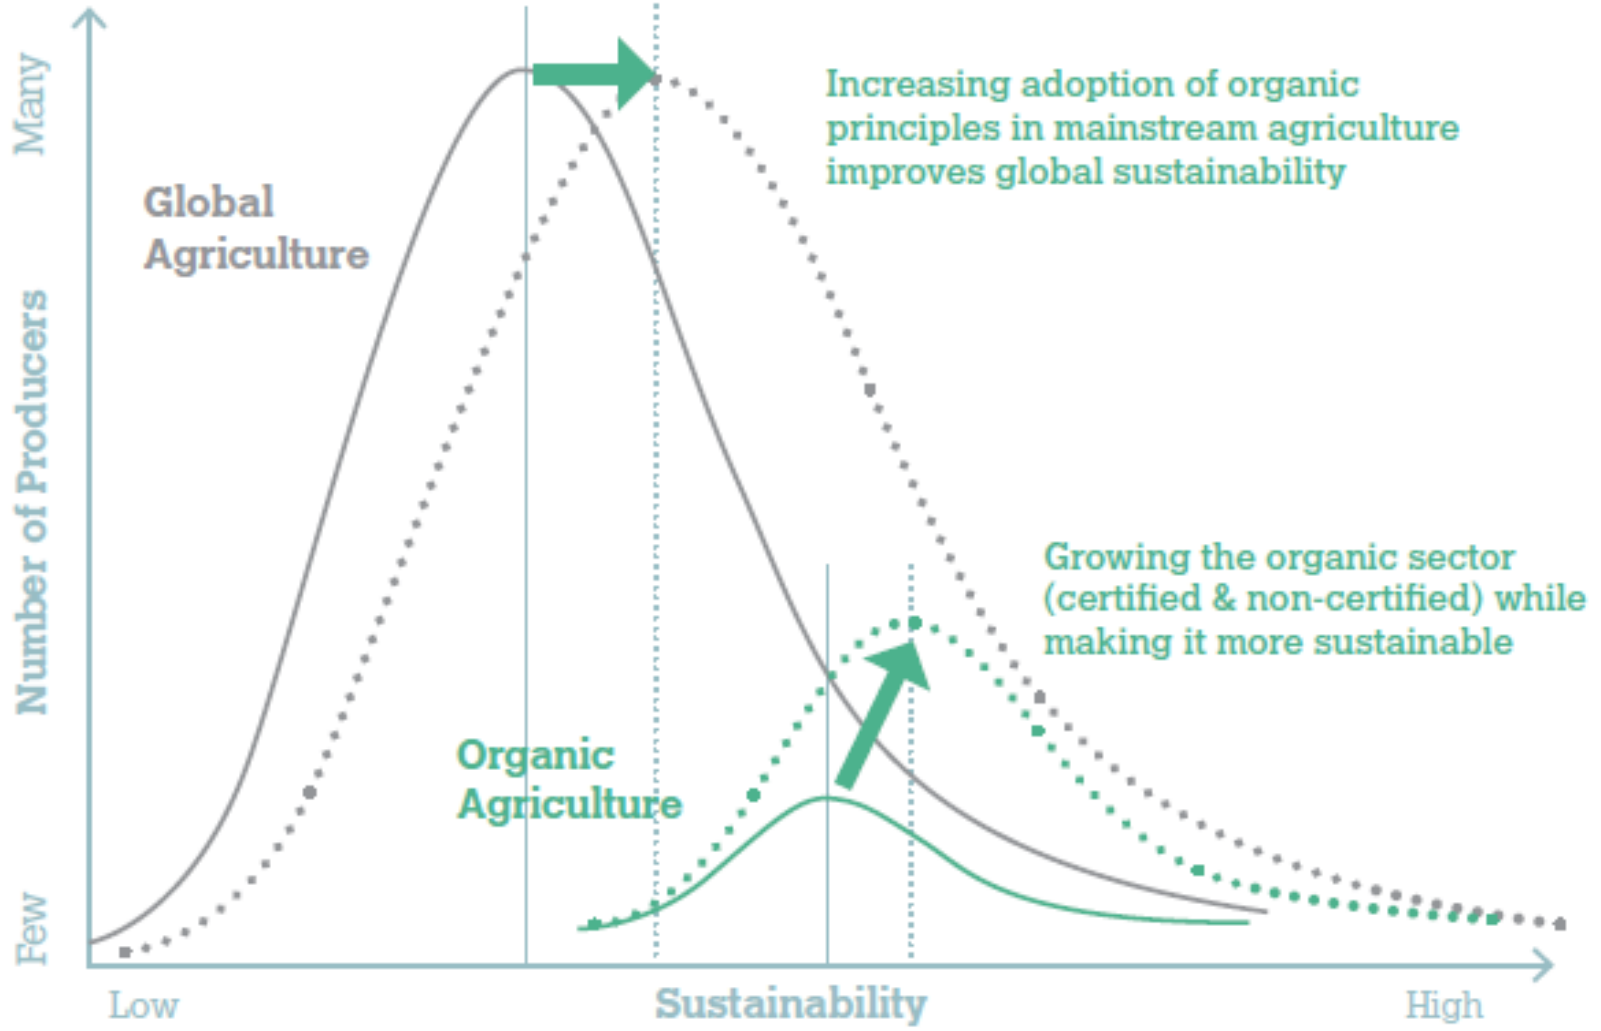 Many
Increasing adoption of organic
principles in mainstream agriculture
improves global sustainability
Global
Agriculture
Number of Producers
Growing the organic sector
(certified & non-certified) while
making it more sustainable
Organic
Agriculture
Few
Low
Sustainability
High